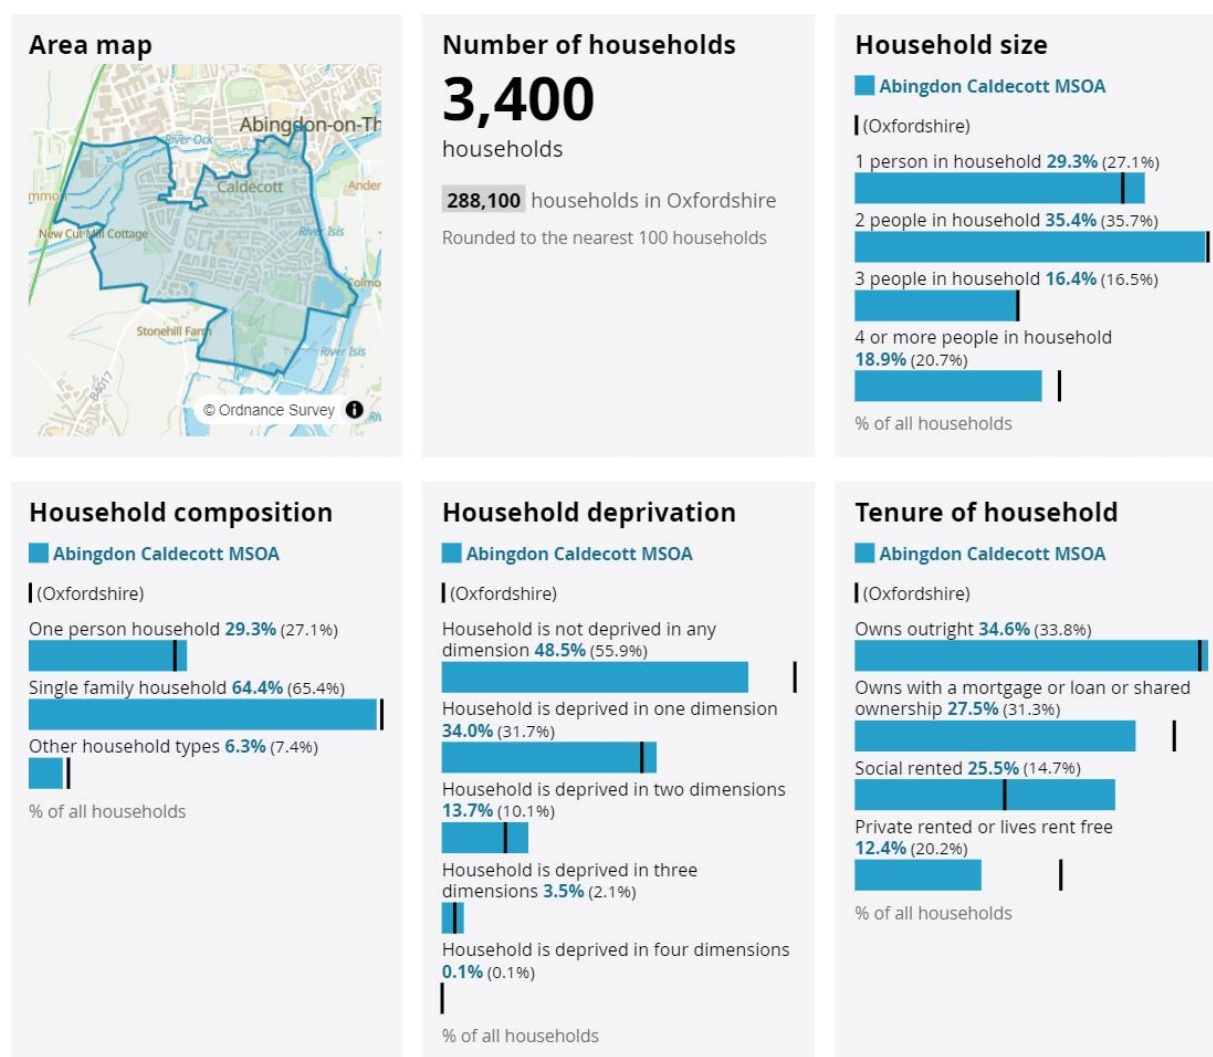 Area map
Abingdon-on-Th
River Ock
Caldecott
Ander
mmo
New Cut Mill Cottage
River Isis
Colmo
Stonehill Farm
River Isis
B4017
© Ordnance Survey
Number of households
3,400
households
288,100 households in Oxfordshire
Rounded to the nearest 100 households
Household size
Abingdon Caldecott MSOA
(Oxfordshire)
1 person in household 29.3% (27.1%)
2 people in household 35.4% (35.7%)
3 people in household 16.4% (16.5%)
4 or more people in household
18.9% (20.7%)
% of all households
Household composition
Abingdon Caldecott MSOA
(Oxfordshire)
One person household 29.3% (27.1%)
Single family household 64.4% (65.4%)
Other household types 6.3% (7.4%)
% of all households
Household deprivation
Abingdon Caldecott MSOA
(Oxfordshire)
Household is not deprived in any
dimension 48.5% (55.9%)
Household is deprived in one dimension
34.0% (31.7%)
Household is deprived in two dimensions
13.7% (10.1%)
Household is deprived in three
dimensions 3.5% (2.1%)
Household is deprived in four dimensions
0.1% (0.1%)
% of all households
Tenure of household
Abingdon Caldecott MSOA
(Oxfordshire)
Owns outright 34.6% (33.8%)
Owns with a mortgage or loan or shared
ownership 27.5% (31.3%)
Social rented 25.5% (14.7%)
Private rented or lives rent free
12.4% (20.2%)
% of all households